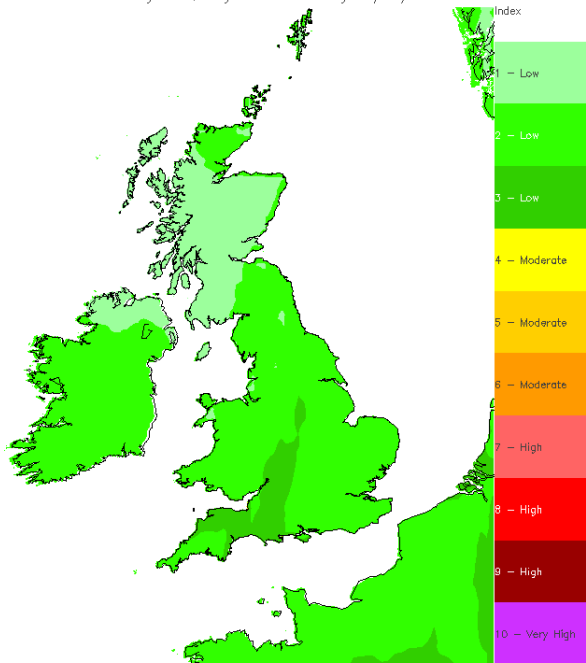 Index
1 – Low
2 – Low
3 – Low
4 – Moderate
5 – Moderate
6 – Moderate
7 – High
8 – High
9 – High
10 – Very High